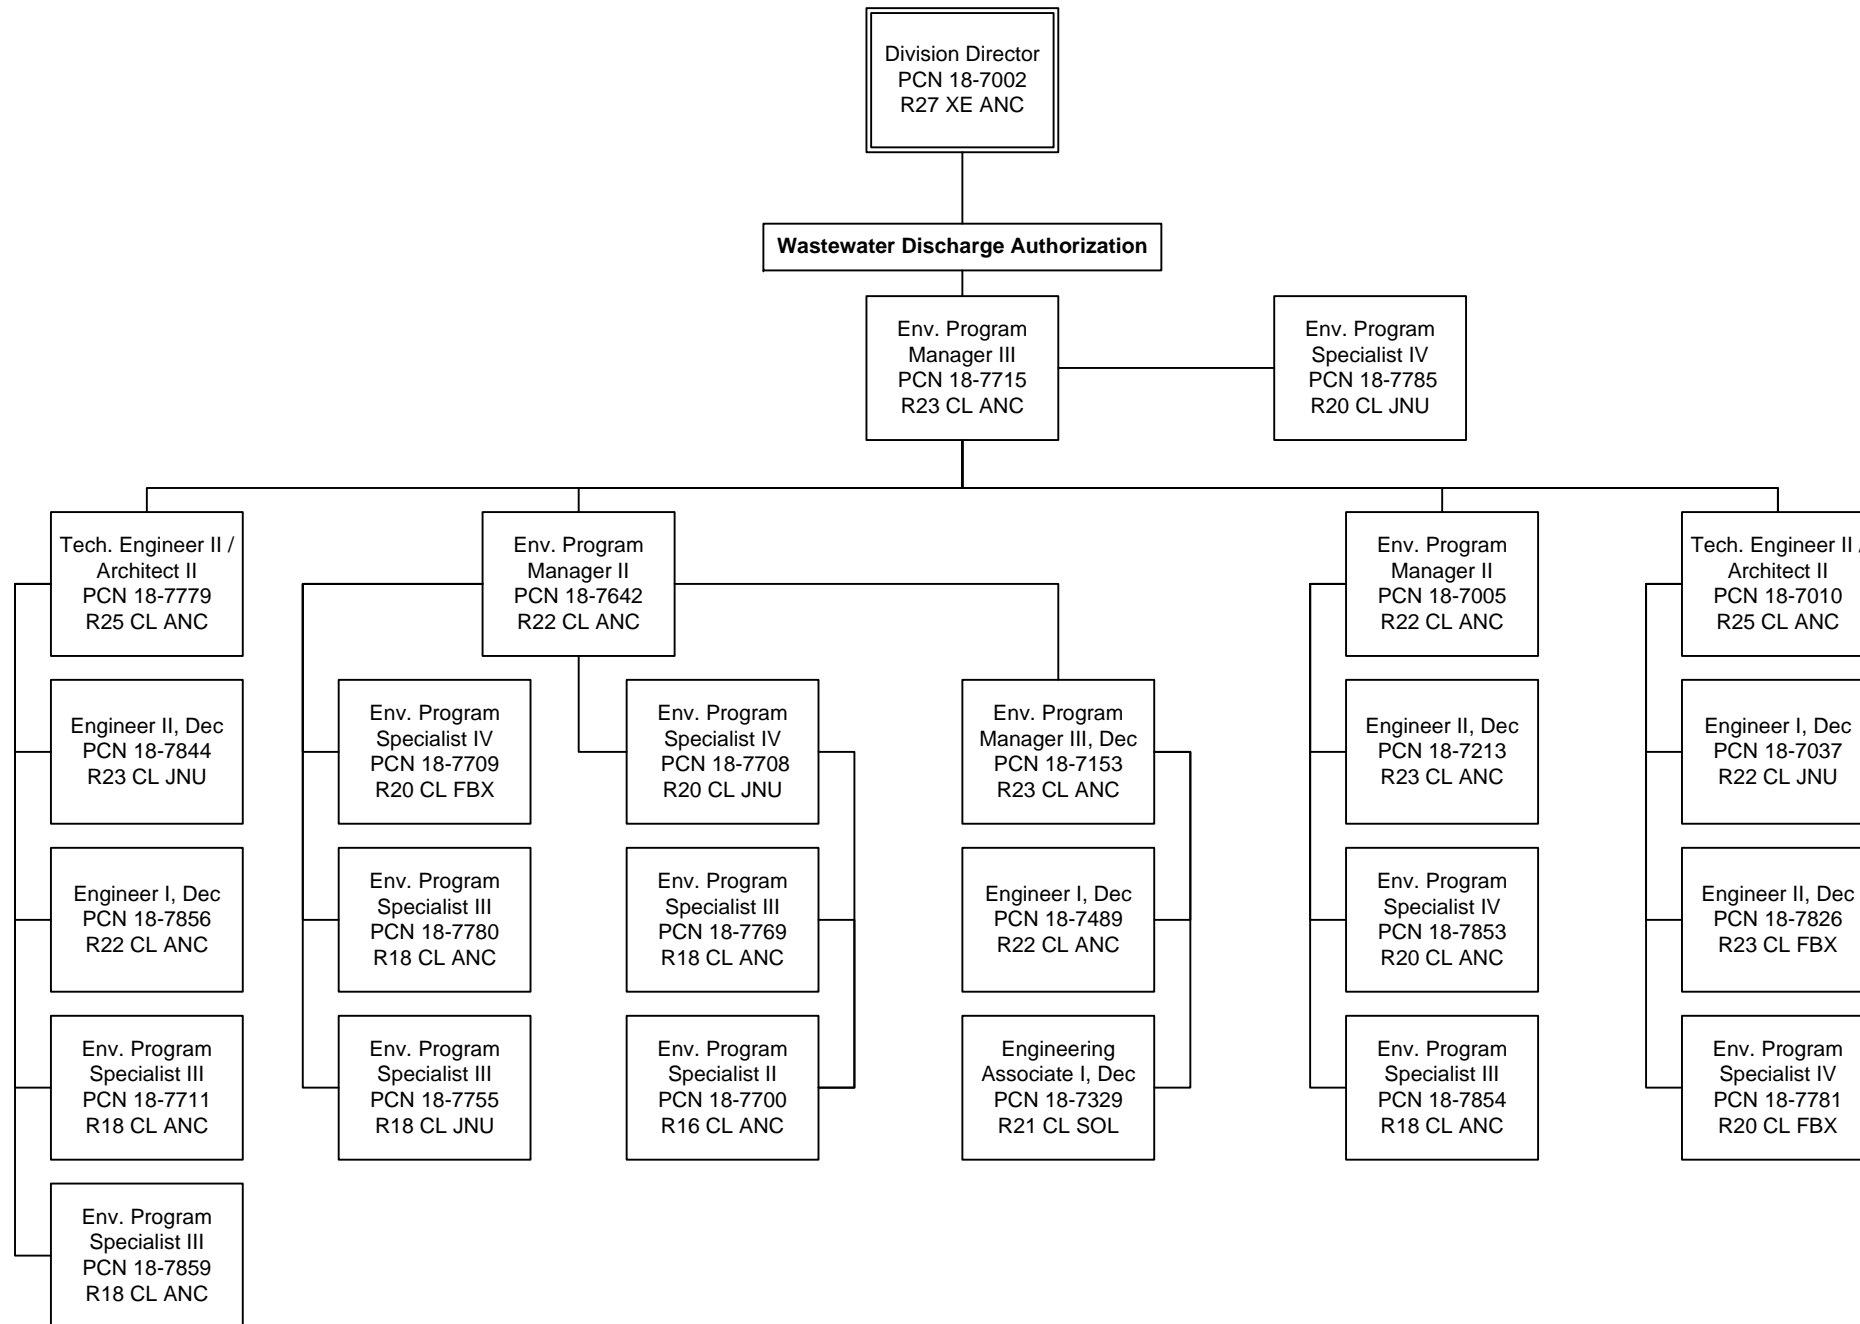 Division Director
PCN 18-7002
R27 XE ANC
Wastewater Discharge Authorization
Env. Program
Manager III
PCN 18-7715
R23 CL ANC
Env. Program
Specialist IV
PCN 18-7785
R20 CL JNU
Tech. Engineer II /
Architect II
PCN 18-7779
R25 CL ANC
Env. Program
Manager II
PCN 18-7642
R22 CL ANC
Env. Program
Manager II
PCN 18-7005
R22 CL ANC
Tech. Engineer II /
Architect II
PCN 18-7010
R25 CL ANC
Engineer II, Dec
PCN 18-7844
R23 CL JNU
Env. Program
Specialist IV
PCN 18-7709
R20 CL FBX
Env. Program
Specialist IV
PCN 18-7708
R20 CL JNU
Env. Program
Manager III, Dec
PCN 18-7153
R23 CL ANC
Engineer II, Dec
PCN 18-7213
R23 CL ANC
Engineer I, Dec
PCN 18-7037
R22 CL JNU
Engineer I, Dec
PCN 18-7856
R22 CL ANC
Env. Program
Specialist III
PCN 18-7780
R18 CL ANC
Env. Program
Specialist III
PCN 18-7769
R18 CL ANC
Engineer I, Dec
PCN 18-7489
R22 CL ANC
Env. Program
Specialist IV
PCN 18-7853
R20 CL ANC
Engineer II, Dec
PCN 18-7826
R23 CL FBX
Env. Program
Specialist III
PCN 18-7711
R18 CL ANC
Env. Program
Specialist III
PCN 18-7755
R18 CL JNU
Env. Program
Specialist II
PCN 18-7700
R16 CL ANC
Engineering
Associate I, Dec
PCN 18-7329
R21 CL SOL
Env. Program
Specialist III
PCN 18-7854
R18 CL ANC
Env. Program
Specialist IV
PCN 18-7781
R20 CL FBX
Env. Program
Specialist III
PCN 18-7859
R18 CL ANC